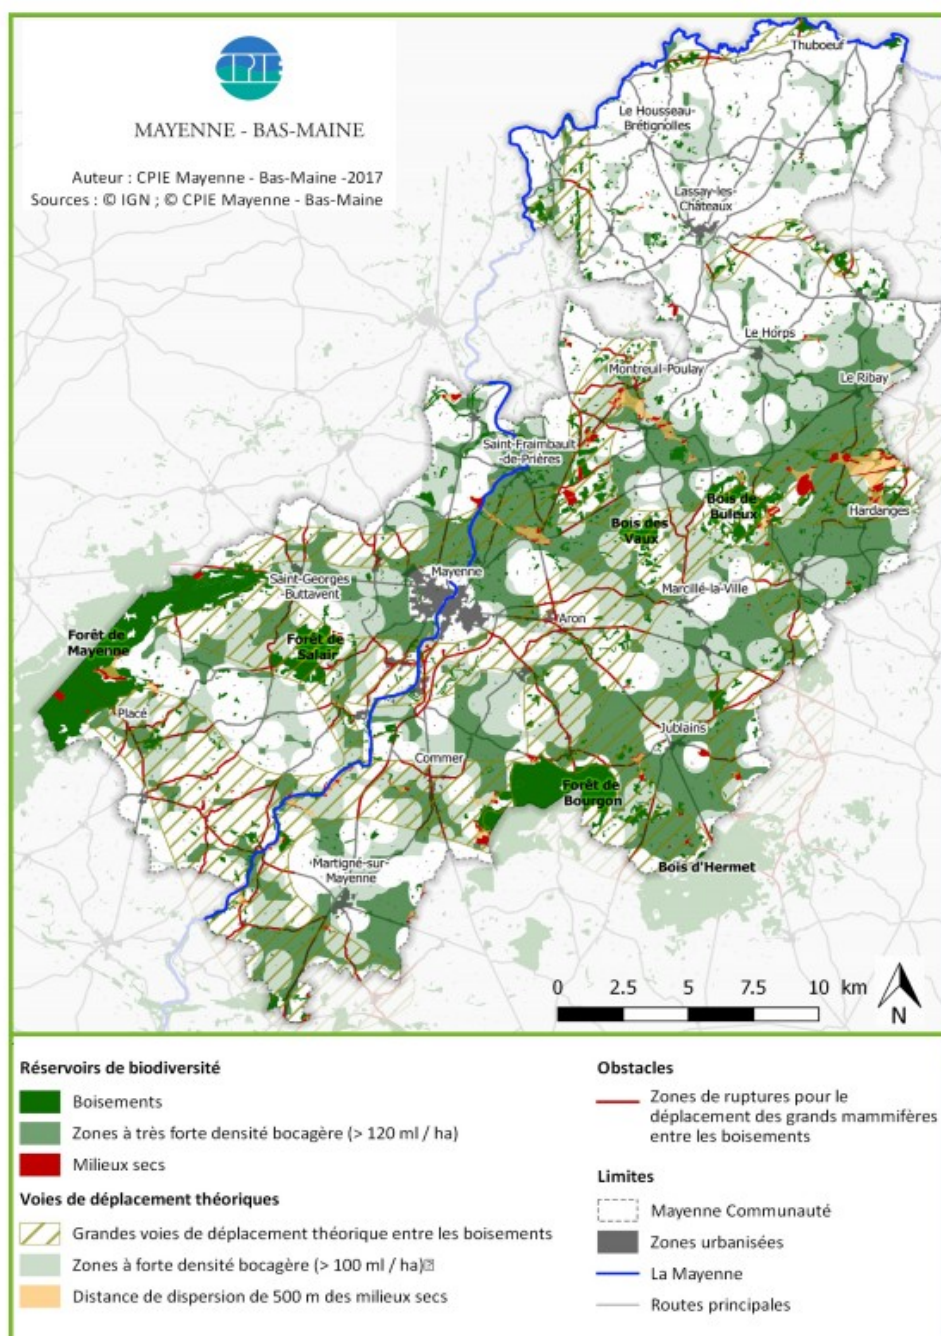 CPIE
MAYENNE - BAS-MAINE
Auteur : CPIE Mayenne - Bas-Maine -2017
Sources : © IGN ; © CPIE Mayenne - Bas-Maine
Thuboeuf
Le Housseau-
Brétignolles
Lassay-les-
Châteaux
Le Horps
Montreuil-Poulay
Le Ribay
Saint-Fraimbault
-de-Prières
Bois de
Buleux
Hardanges
Bois des
Vaux
Mayenne
Saint-Georges
-Buttavent
Marcillé-la-Ville
Aron
Forêt de
Mayenne
Forêt de
Salair
Placé
Jublains
Commer
Forêt de
Bourgon
Martigné-sur-
Mayenne
Bois d'Hermet
0 2.5 5 7.5 10 km
N
Réservoirs de biodiversité
Boisements
Zones à très forte densité bocagère (> 120 ml / ha)
Milieux secs
Voies de déplacement théoriques
Grandes voies de déplacement théorique entre les boisements
Zones à forte densité bocagère (> 100 ml / ha)
Distance de dispersion de 500 m des milieux secs
Obstacles
Zones de ruptures pour le
déplacement des grands mammifères
entre les boisements
Limites
Mayenne Communauté
Zones urbanisées
La Mayenne
Routes principales